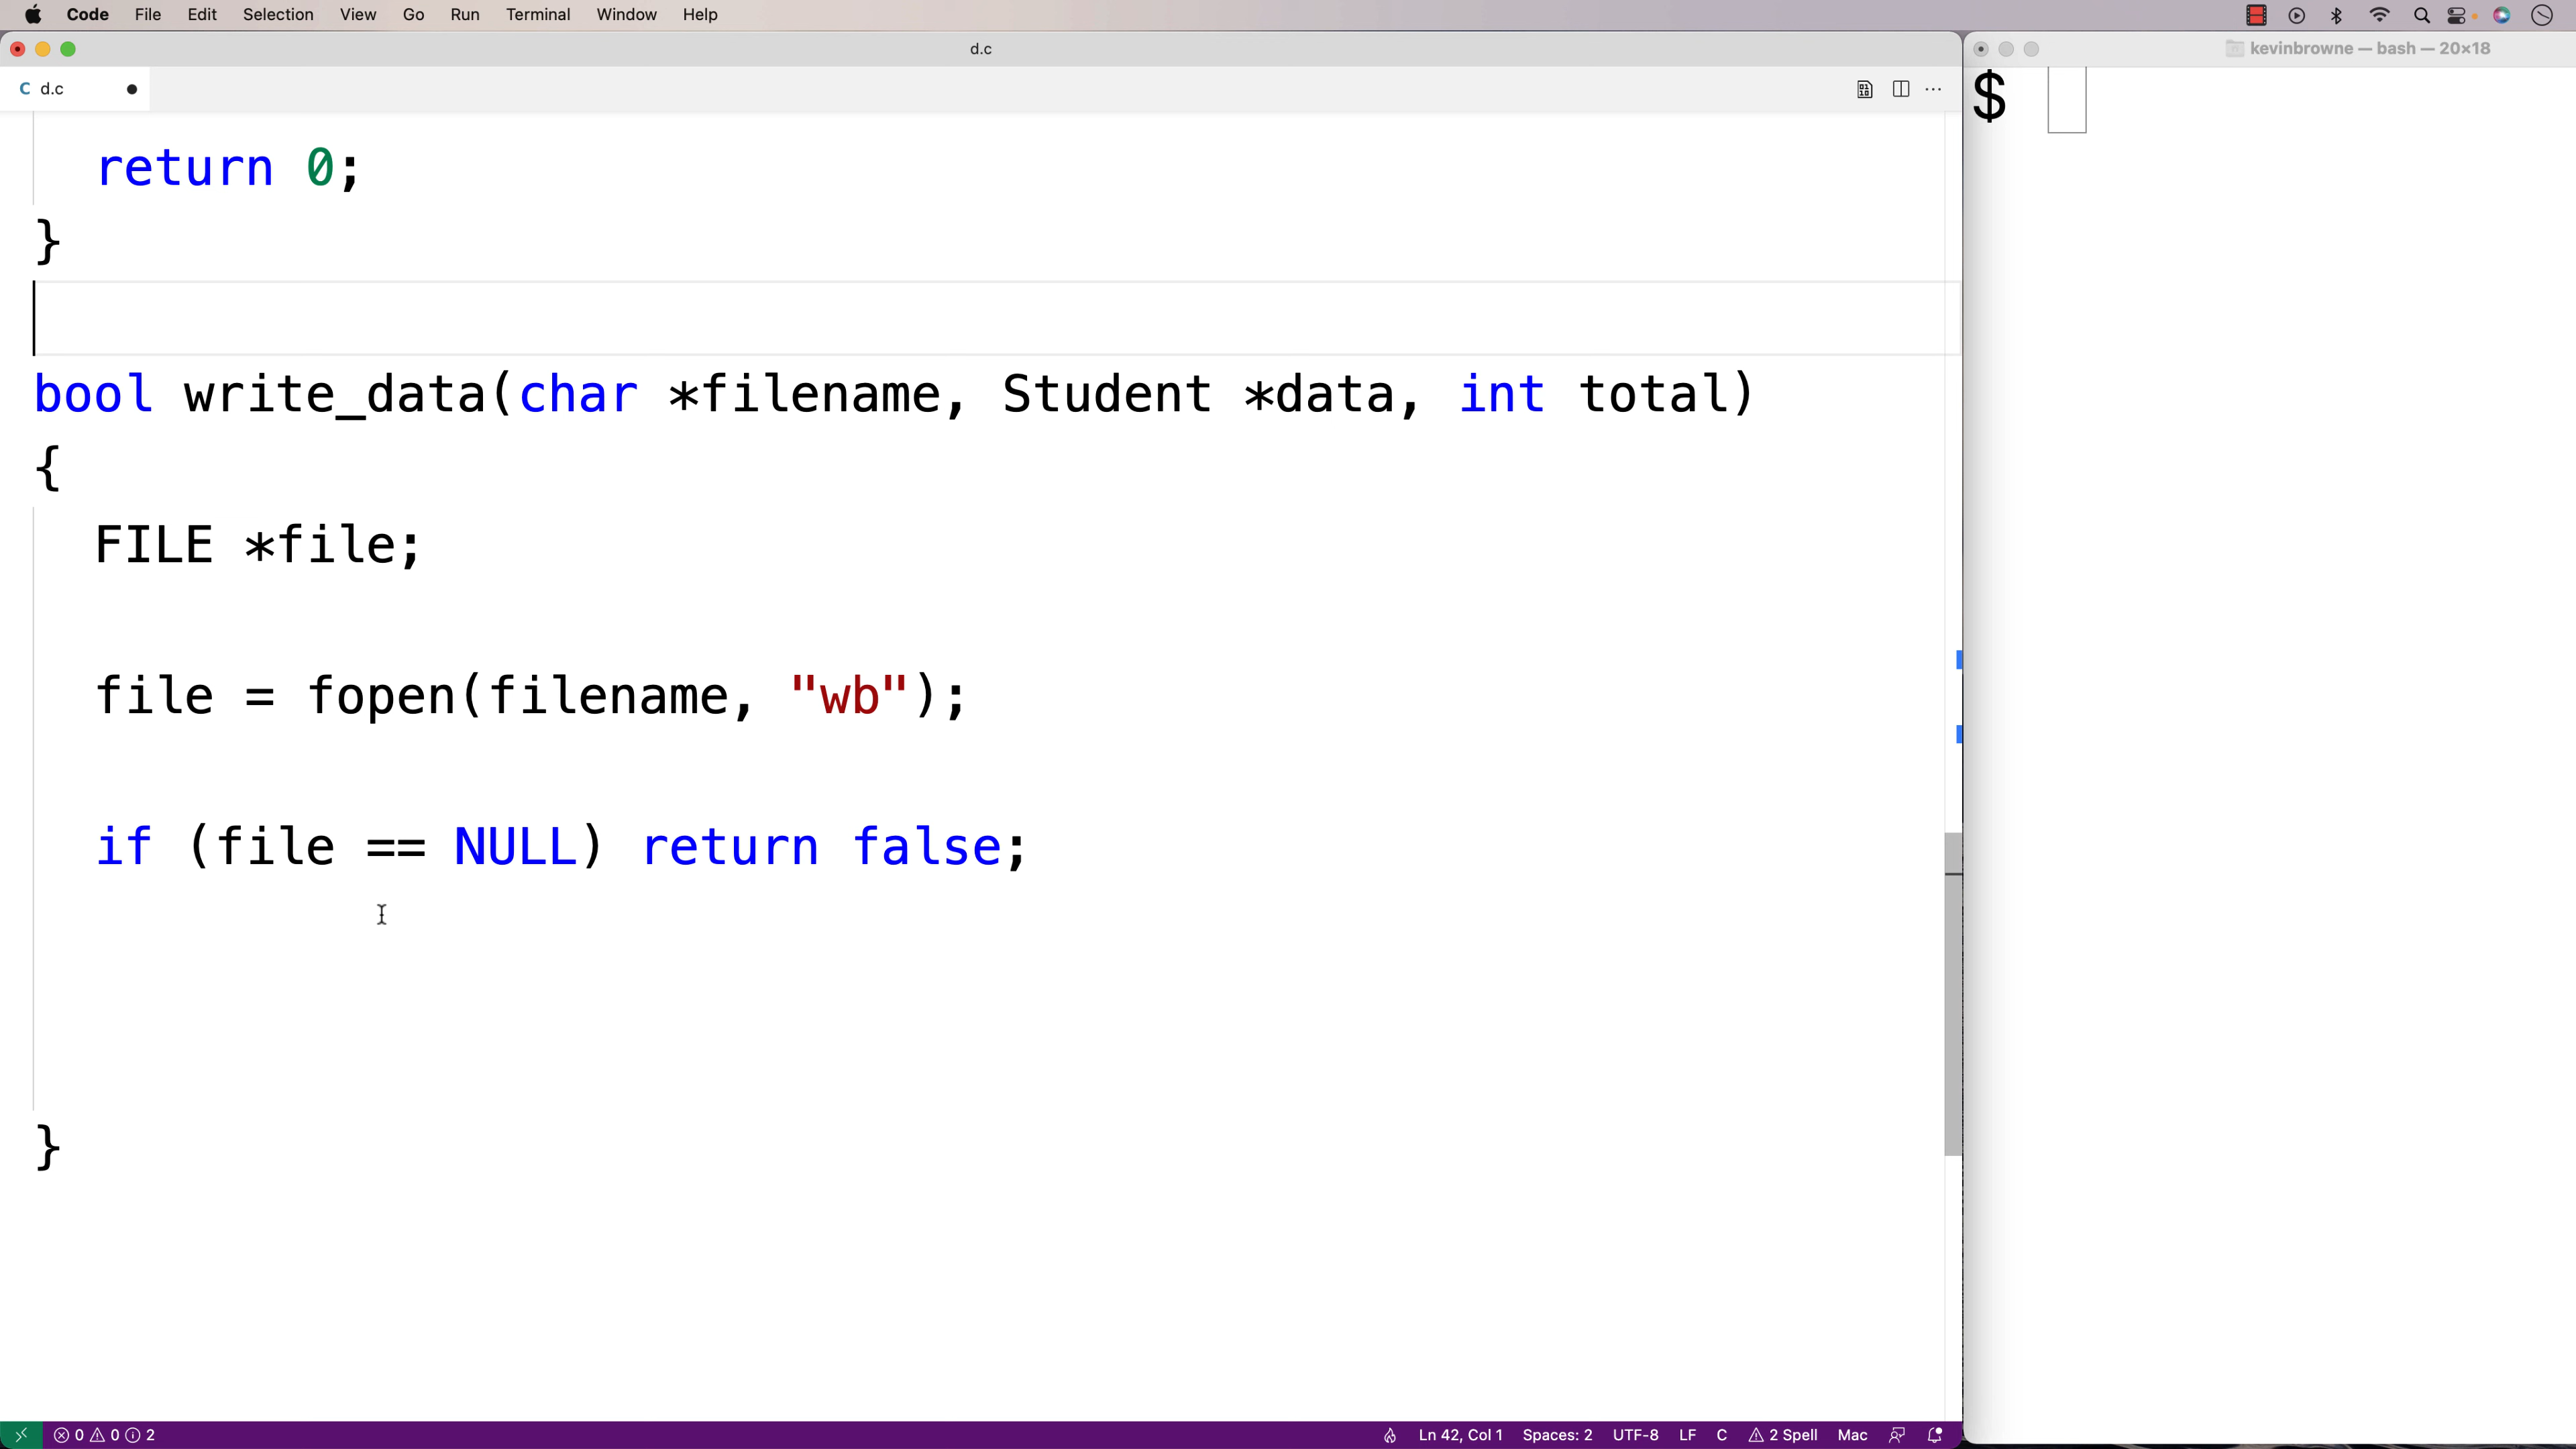 Code File Edit Selection View Go Run Terminal Window Help
d.c
kevinbrowne — bash — 20×18
C d.c
$
return 0;
}
bool write_data(char *filename, Student *data, int total)
{
FILE *file;
file = fopen(filename, "wb");
if (file == NULL) return false;
}
0 0 2
Ln 42, Col 1 Spaces: 2 UTF-8 LF C 2 Spell Mac